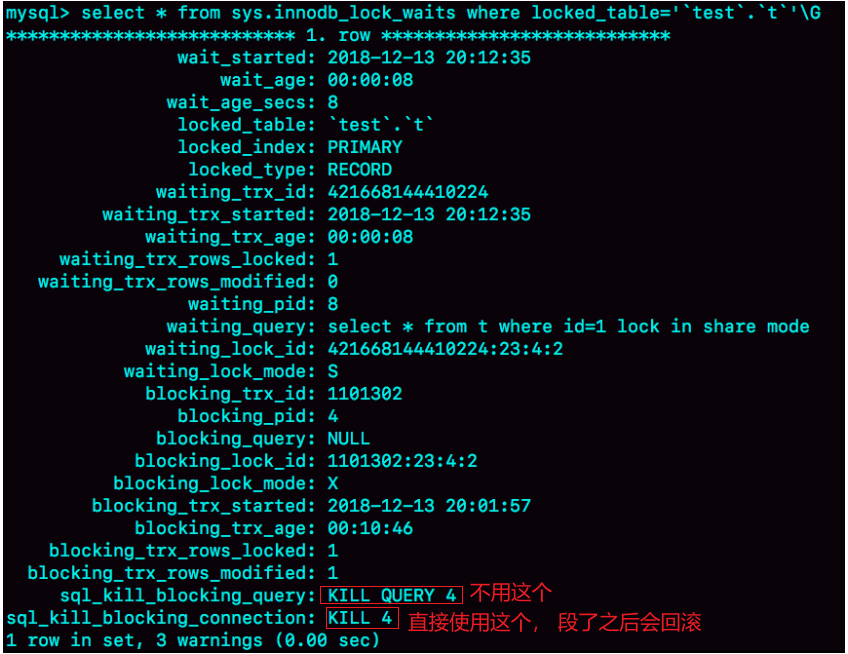 mysql> select * from sys.innodb_lock_waits where locked_table='`test`.`t`'\G
*************************** 1. row ***************************
wait_started: 2018-12-13 20:12:35
wait_age: 00:00:08
wait_age_secs: 8
locked_table: `test`.`t`
locked_index: PRIMARY
locked_type: RECORD
waiting_trx_id: 421668144410224
waiting_trx_started: 2018-12-13 20:12:35
waiting_trx_age: 00:00:08
waiting_trx_rows_locked: 1
waiting_trx_rows_modified: 0
waiting_pid: 8
waiting_query: select * from t where id=1 lock in share mode
waiting_lock_id: 421668144410224:23:4:2
waiting_lock_mode: S
blocking_trx_id: 1101302
blocking_pid: 4
blocking_query: NULL
blocking_lock_id: 1101302:23:4:2
blocking_lock_mode: X
blocking_trx_started: 2018-12-13 20:01:57
blocking_trx_age: 00:10:46
blocking_trx_rows_locked: 1
blocking_trx_rows_modified: 1
sql_kill_blocking_query: KILL QUERY 4 不用这个
sql_kill_blocking_connection: KILL 4 直接使用这个， 段了之后会回滚
1 row in set, 3 warnings (0.00 sec)